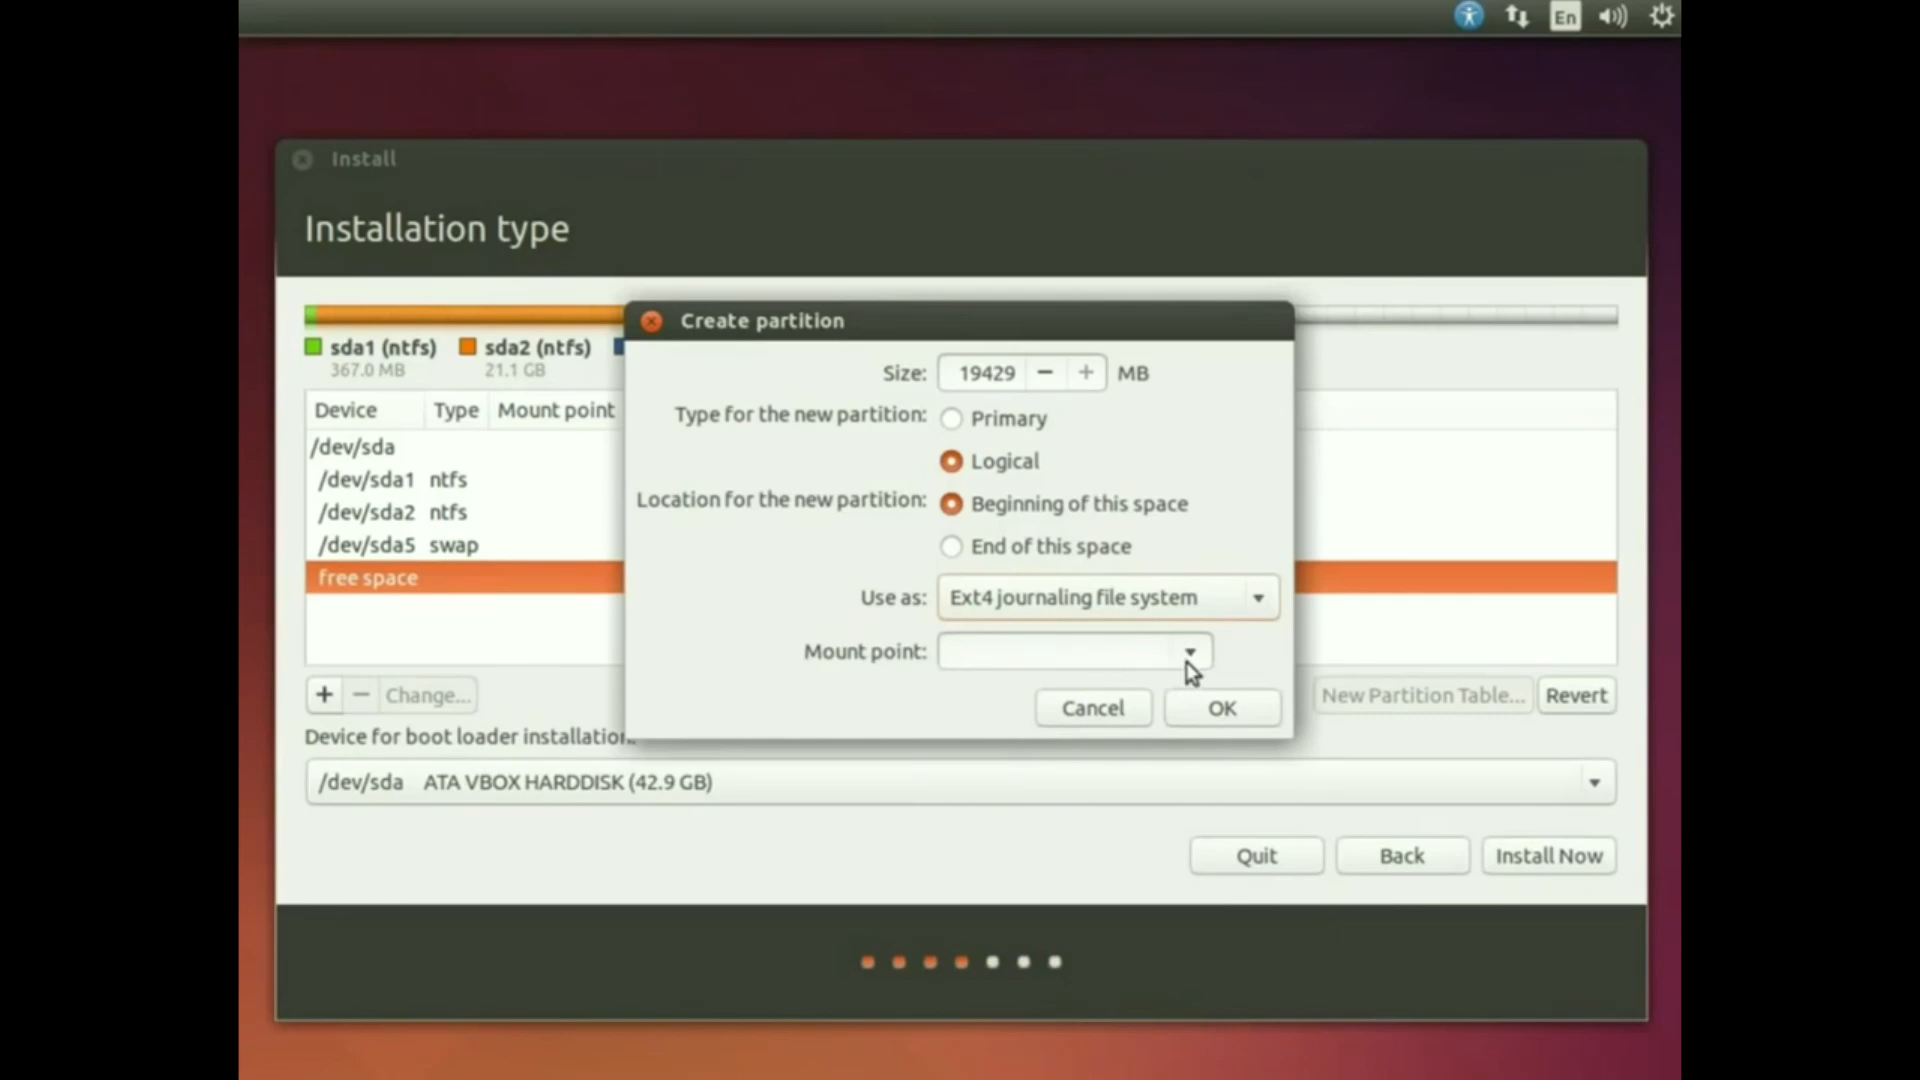 En
Install
Installation type
Create partition
sda1 (ntfs)
367.0 MB
sda2 (ntfs)
21.1 GB
Size: 19429 − + MB
Type for the new partition: Primary
Logical
Location for the new partition: Beginning of this space
End of this space
Use as: Ext4 journaling file system
Mount point:
Cancel OK
Device Type Mount point
/dev/sda
/dev/sda1 ntfs
/dev/sda2 ntfs
/dev/sda5 swap
free space
+ − Change... New Partition Table... Revert
Device for boot loader installation:
/dev/sda ATA VBOX HARDDISK (42.9 GB)
Quit Back Install Now